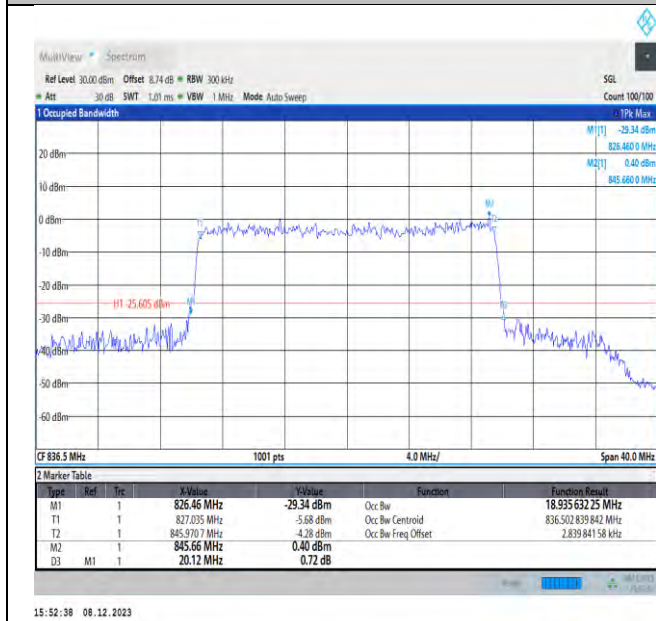 MultiView Spectrum
Ref Level 30.00 dBm Offset 8.74 dB RBW 300 kHz SGL
Att 30 dB SWT 1.01 ms VBW 1 MHz Mode Auto Sweep Count 100/100
1 Occupied Bandwidth 1Pk Max
M1[1] -29.34 dBm
826.460 0 MHz
M2[1] 0.40 dBm
845.660 0 MHz
20 dBm
10 dBm
0 dBm
M2
T1 T2
-10 dBm
-20 dBm
H1 -25.605 dBm M1
-30 dBm
-40 dBm
-50 dBm
-60 dBm
CF 836.5 MHz 1001 pts 4.0 MHz/ Span 40.0 MHz
2 Marker Table
Type Ref Trc X-Value Y-Value Function Function Result
M1 1 826.46 MHz -29.34 dBm Occ Bw 18.935 632 25 MHz
T1 1 827.035 MHz -5.68 dBm Occ Bw Centroid 836.502 839 842 MHz
T2 1 845.970 7 MHz -4.28 dBm Occ Bw Freq Offset 2.839 841 58 kHz
M2 1 845.66 MHz 0.40 dBm
D3 M1 1 20.12 MHz 0.72 dB
15:52:38 08.12.2023